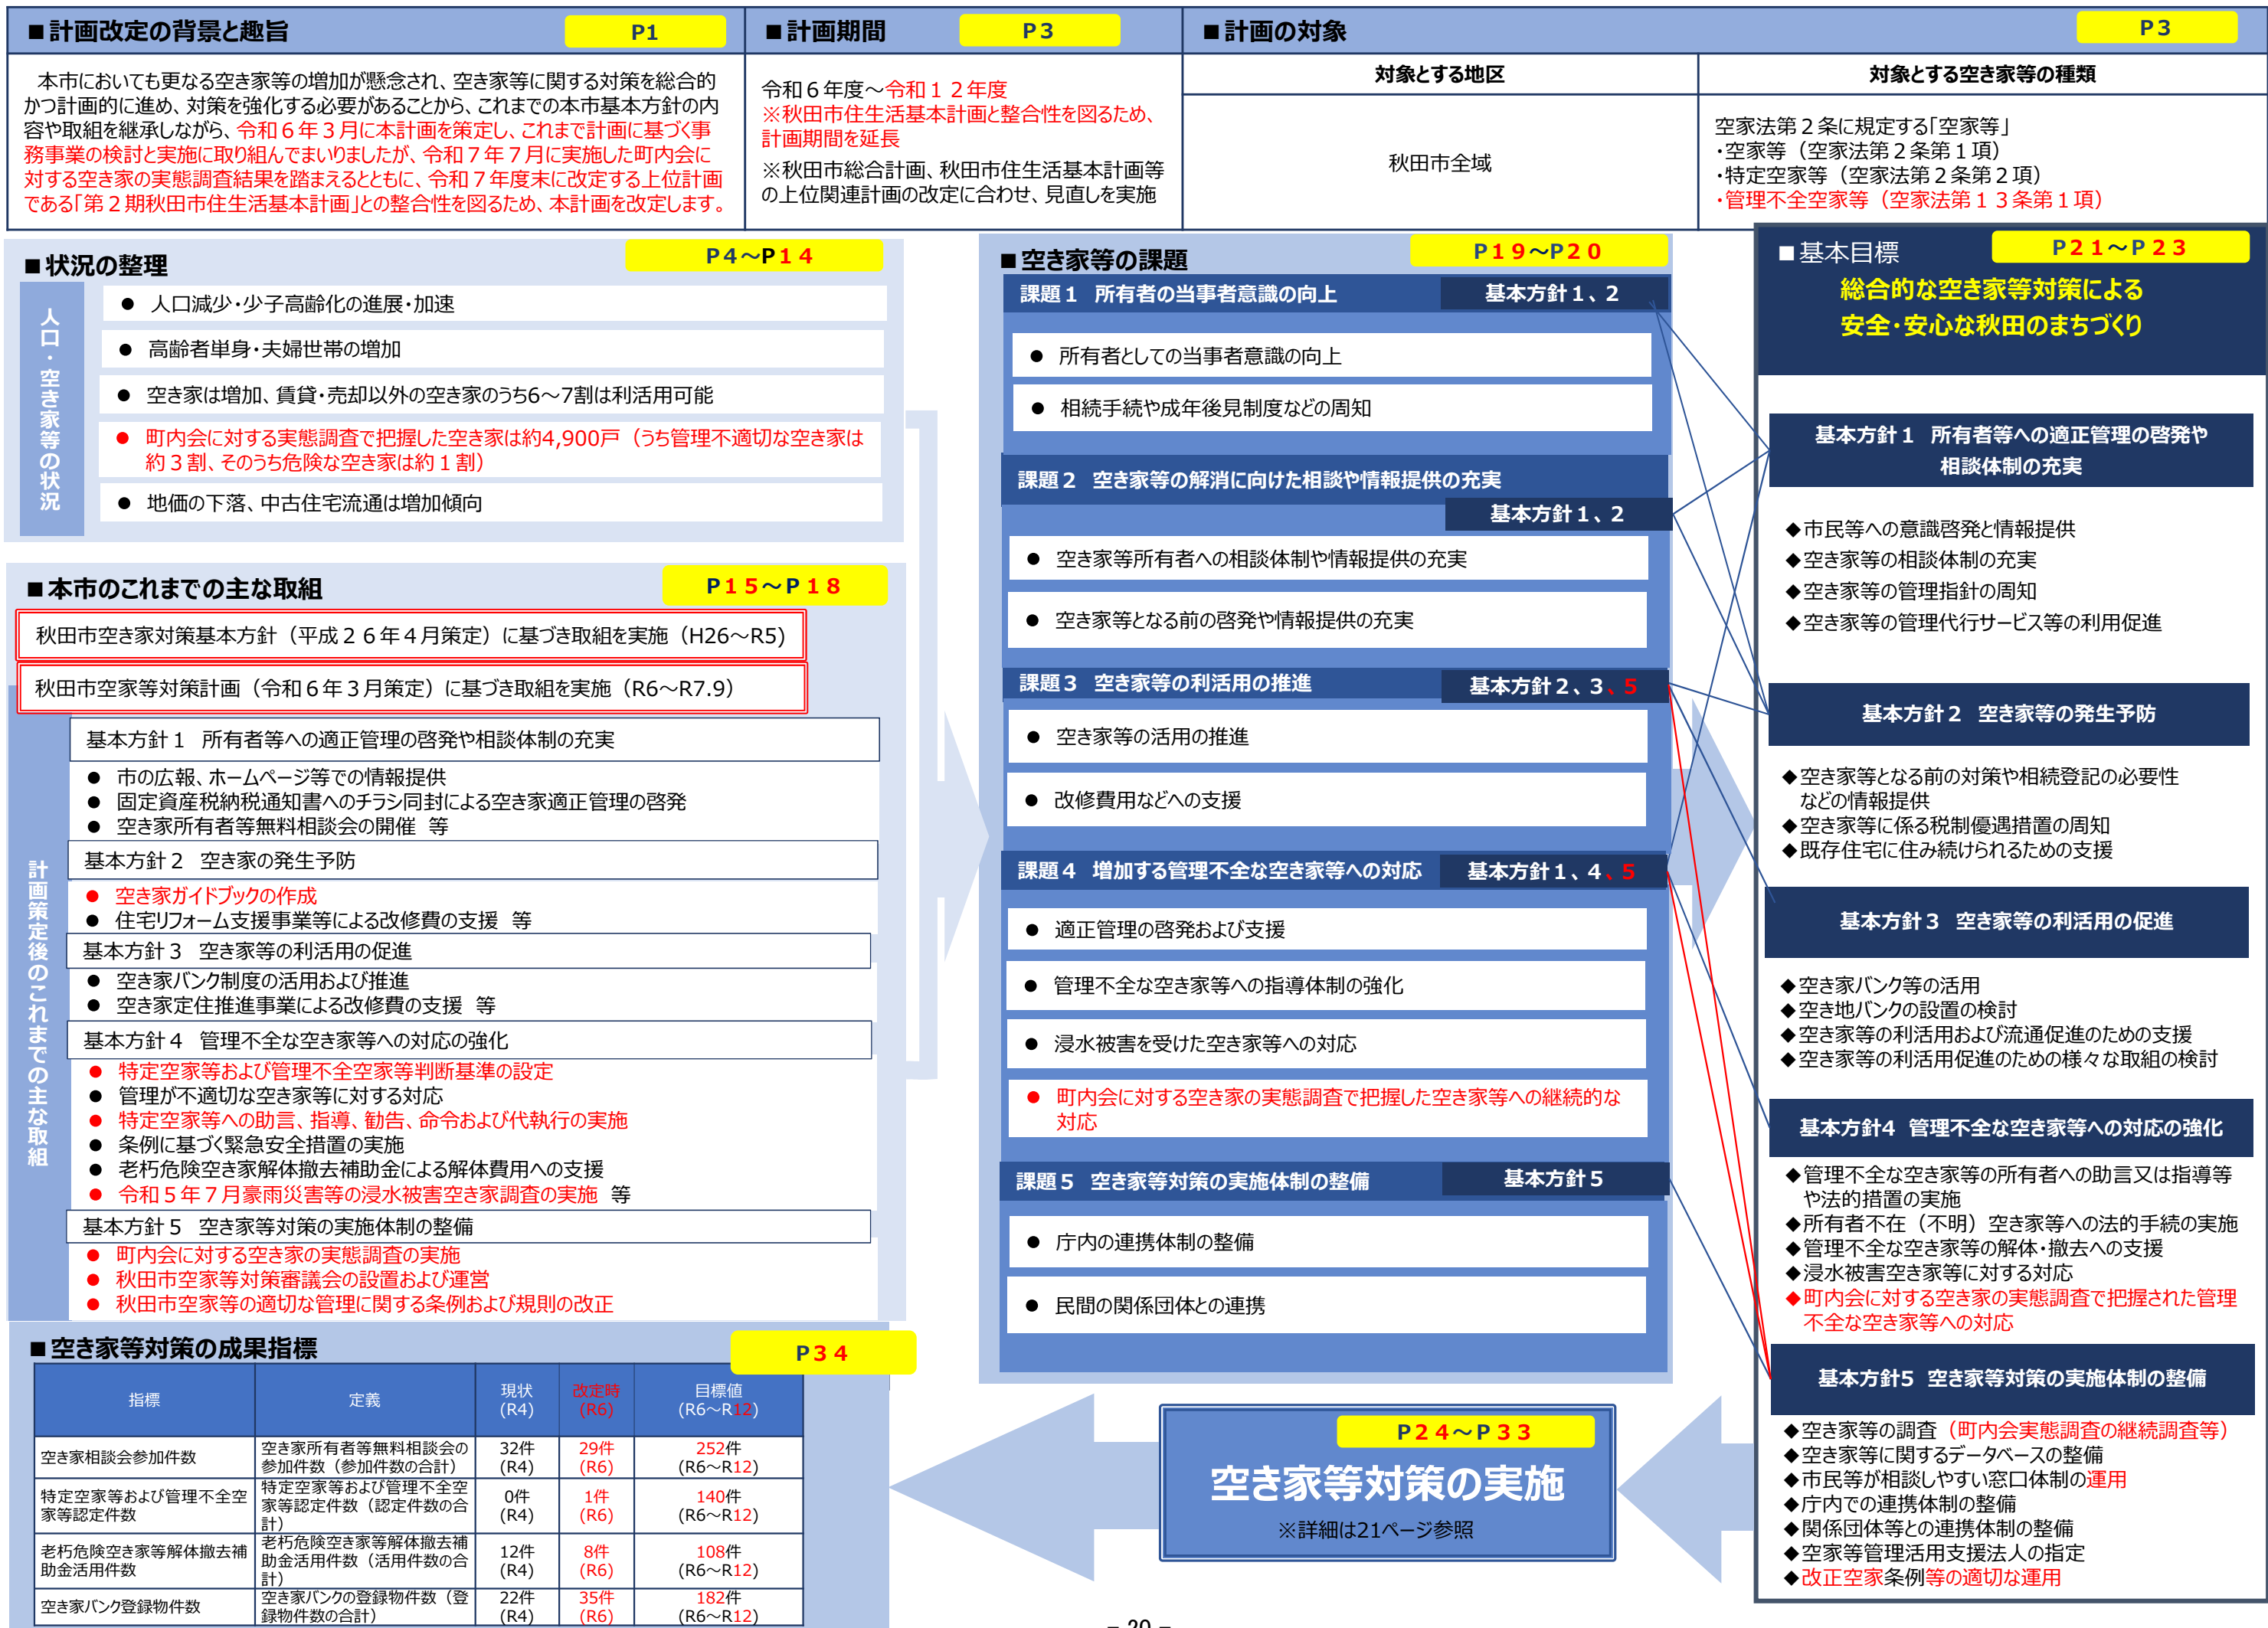 ■計画改定の背景と趣旨
P1
本市においても更なる空き家等の増加が懸念され、空き家等に関する対策を総合的
かつ計画的に進め、対策を強化する必要があることから、これまでの本市基本方針の内
容や取組を継承しながら、令和６年３月に本計画を策定し、これまで計画に基づく事
務事業の検討と実施に取り組んでまいりましたが、令和７年７月に実施した町内会に
対する空き家の実態調査結果を踏まえるとともに、令和７年度末に改定する上位計画
である「第２期秋田市住生活基本計画」との整合性を図るため、本計画を改定します。
■計画期間
P３
令和６年度～令和１２年度
※秋田市住生活基本計画と整合性を図るため、
計画期間を延長
※秋田市総合計画、秋田市住生活基本計画等
の上位関連計画の改定に合わせ、見直しを実施
■計画の対象
P３
対象とする地区
対象とする空き家等の種類
秋田市全域
空家法第２条に規定する「空家等」
・空家等（空家法第２条第１項）
・特定空家等（空家法第２条第２項）
・管理不全空家等（空家法第１３条第１項）
■状況の整理
P４～P１４
人口・空き家等の状況
● 人口減少・少子高齢化の進展・加速
● 高齢者単身・夫婦世帯の増加
● 空き家は増加、賃貸・売却以外の空き家のうち6～7割は利活用可能
● 町内会に対する実態調査で把握した空き家は約4,900戸（うち管理不適切な空き家は
約３割、そのうち危険な空き家は約１割）
● 地価の下落、中古住宅流通は増加傾向
■本市のこれまでの主な取組
P１５～P１８
秋田市空き家対策基本方針（平成２６年４月策定）に基づき取組を実施（H26～R5)
秋田市空家等対策計画（令和６年３月策定）に基づき取組を実施（R6～R7.9）
計画策定後のこれまでの主な取組
基本方針１　所有者等への適正管理の啓発や相談体制の充実
● 市の広報、ホームページ等での情報提供
● 固定資産税納税通知書へのチラシ同封による空き家適正管理の啓発
● 空き家所有者等無料相談会の開催 等
基本方針２　空き家の発生予防
● 空き家ガイドブックの作成
● 住宅リフォーム支援事業等による改修費の支援 等
基本方針３　空き家等の利活用の促進
● 空き家バンク制度の活用および推進
● 空き家定住推進事業による改修費の支援 等
基本方針４　管理不全な空き家等への対応の強化
● 特定空家等および管理不全空家等判断基準の設定
● 管理が不適切な空き家等に対する対応
● 特定空家等への助言、指導、勧告、命令および代執行の実施
● 条例に基づく緊急安全措置の実施
● 老朽危険空き家解体撤去補助金による解体費用への支援
● 令和５年７月豪雨災害等の浸水被害空き家調査の実施 等
基本方針５　空き家等対策の実施体制の整備
● 町内会に対する空き家の実態調査の実施
● 秋田市空家等対策審議会の設置および運営
● 秋田市空家等の適切な管理に関する条例および規則の改正
■空き家等対策の成果指標
P３４
指標 定義 現状 (R4) 改定時 (R6) 目標値 (R6～R12)
空き家相談会参加件数 空き家所有者等無料相談会の参加件数（参加件数の合計） 32件 (R4) 29件 (R6) 252件 (R6～R12)
特定空家等および管理不全空家等認定件数 特定空家等および管理不全空家等認定件数（認定件数の合計） 0件 (R4) 1件 (R6) 140件 (R6～R12)
老朽危険空き家等解体撤去補助金活用件数 老朽危険空き家等解体撤去補助金活用件数（活用件数の合計） 12件 (R4) 8件 (R6) 108件 (R6～R12)
空き家バンク登録物件数 空き家バンクの登録物件数（登録物件数の合計） 22件 (R4) 35件 (R6) 182件 (R6～R12)
■空き家等の課題
P１９～P２０
課題１　所有者の当事者意識の向上 基本方針１、２
● 所有者としての当事者意識の向上
● 相続手続や成年後見制度などの周知
課題２　空き家等の解消に向けた相談や情報提供の充実
基本方針１、２
● 空き家等所有者への相談体制や情報提供の充実
● 空き家等となる前の啓発や情報提供の充実
課題３　空き家等の利活用の推進 基本方針２、３、５
● 空き家等の活用の推進
● 改修費用などへの支援
課題４　増加する管理不全な空き家等への対応 基本方針１、４、５
● 適正管理の啓発および支援
● 管理不全な空き家等への指導体制の強化
● 浸水被害を受けた空き家等への対応
● 町内会に対する空き家の実態調査で把握した空き家等への継続的な
対応
課題５　空き家等対策の実施体制の整備 基本方針５
● 庁内の連携体制の整備
● 民間の関係団体との連携
P２４～P３３
空き家等対策の実施
※詳細は21ページ参照
■基本目標
P２１～P２３
総合的な空き家等対策による
安全・安心な秋田のまちづくり
基本方針１　所有者等への適正管理の啓発や
相談体制の充実
◆市民等への意識啓発と情報提供
◆空き家等の相談体制の充実
◆空き家等の管理指針の周知
◆空き家等の管理代行サービス等の利用促進
基本方針２　空き家等の発生予防
◆空き家等となる前の対策や相続登記の必要性
などの情報提供
◆空き家等に係る税制優遇措置の周知
◆既存住宅に住み続けられるための支援
基本方針３　空き家等の利活用の促進
◆空き家バンク等の活用
◆空き地バンクの設置の検討
◆空き家等の利活用および流通促進のための支援
◆空き家等の利活用促進のための様々な取組の検討
基本方針4　管理不全な空き家等への対応の強化
◆管理不全な空き家等の所有者への助言又は指導等
や法的措置の実施
◆所有者不在（不明）空き家等への法的手続の実施
◆管理不全な空き家等の解体・撤去への支援
◆浸水被害空き家等に対する対応
◆町内会に対する空き家の実態調査で把握された管理
不全な空き家等への対応
基本方針5　空き家等対策の実施体制の整備
◆空き家等の調査（町内会実態調査の継続調査等）
◆空き家等に関するデータベースの整備
◆市民等が相談しやすい窓口体制の運用
◆庁内での連携体制の整備
◆関係団体等との連携体制の整備
◆空家等管理活用支援法人の指定
◆改正空家条例等の適切な運用